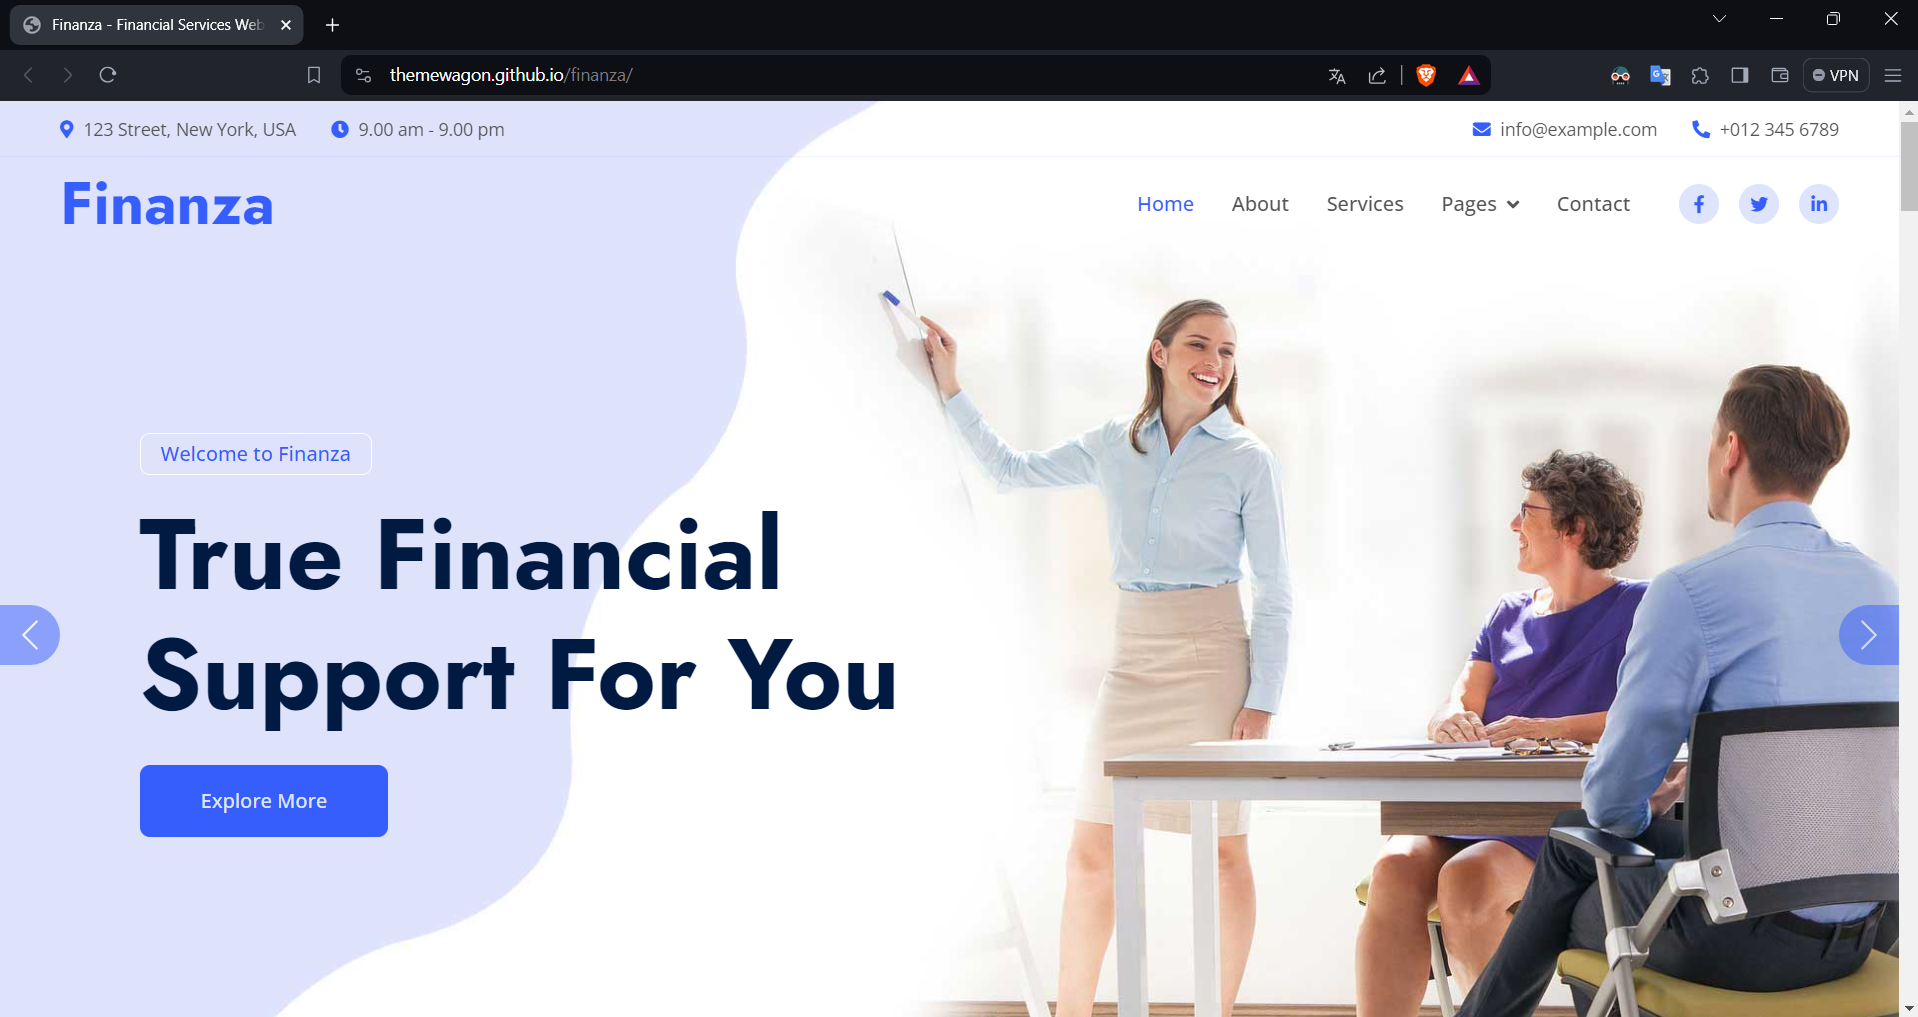 Finanza - Financial Services Web
themewagon.github.io/finanza/
VPN
123 Street, New York, USA
9.00 am - 9.00 pm
info@example.com
+012 345 6789
Finanza
Home
About
Services
Pages
Contact
Welcome to Finanza
True Financial
Support For You
Explore More